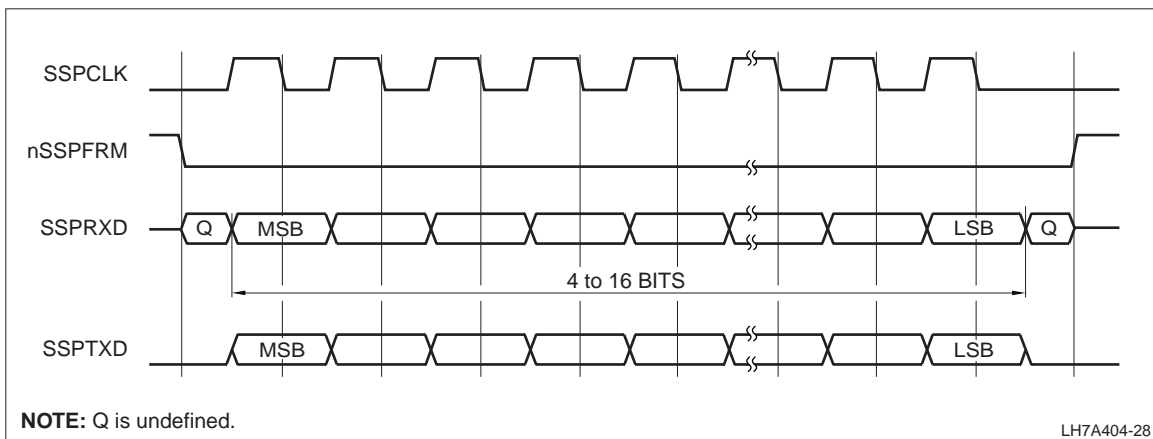 SSPCLK
nSSPFRM
SSPRXD
Q
MSB
LSB
Q
4 to 16 BITS
SSPTXD
MSB
LSB
NOTE: Q is undefined.
LH7A404-28